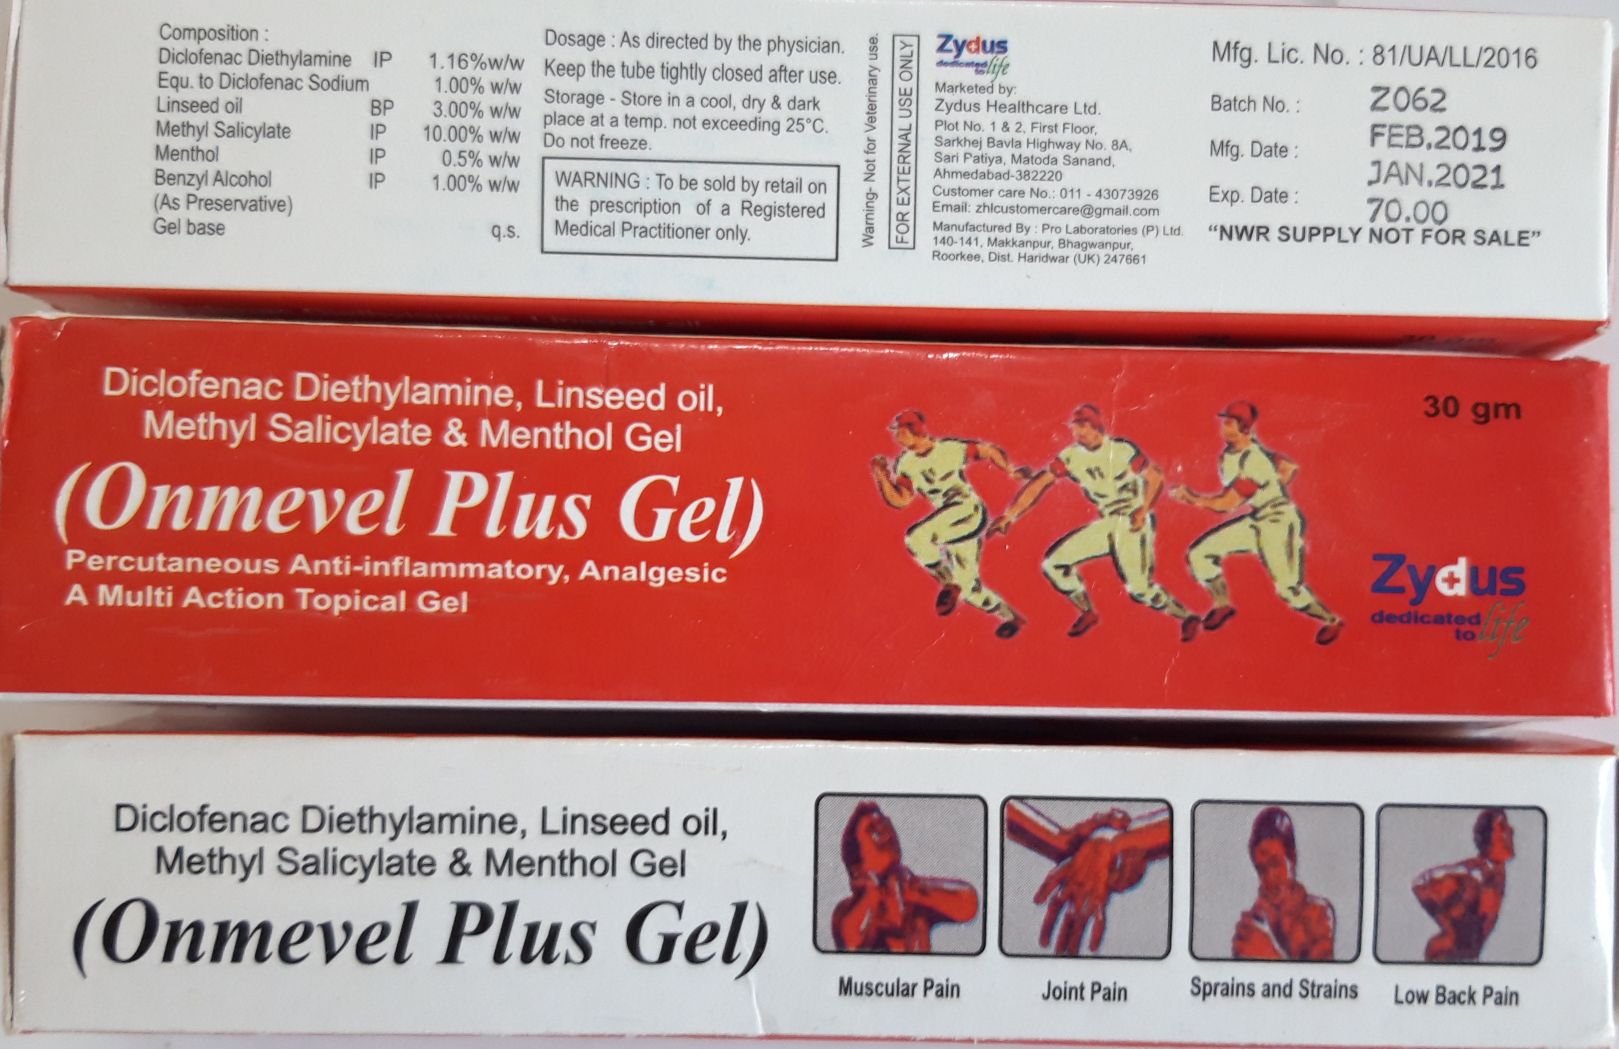 Composition :
Diclofenac Diethylamine IP 1.16%w/w
Equ. to Diclofenac Sodium 1.00% w/w
Linseed oil BP 3.00% w/w
Methyl Salicylate IP 10.00% w/w
Menthol IP 0.5% w/w
Benzyl Alcohol IP 1.00% w/w
(As Preservative)
Gel base q.s.
Dosage : As directed by the physician.
Keep the tube tightly closed after use.
Storage - Store in a cool, dry & dark
place at a temp. not exceeding 25°C.
Do not freeze.
WARNING : To be sold by retail on
the prescription of a Registered
Medical Practitioner only.
Warning- Not for Veterinary use.
FOR EXTERNAL USE ONLY
Zydus
dedicated
to life
Marketed by:
Zydus Healthcare Ltd.
Plot No. 1 & 2, First Floor,
Sarkhej Bavla Highway No. 8A,
Sari Patiya, Matoda Sanand,
Ahmedabad-382220
Customer care No.: 011 - 43073926
Email: zhlcustomercare@gmail.com
Manufactured By : Pro Laboratories (P) Ltd.
140-141, Makkanpur, Bhagwanpur,
Roorkee, Dist. Haridwar (UK) 247661
Mfg. Lic. No. : 81/UA/LL/2016
Batch No. : Z062
Mfg. Date : FEB.2019
Exp. Date : JAN.2021
70.00
"NWR SUPPLY NOT FOR SALE"
Diclofenac Diethylamine, Linseed oil,
Methyl Salicylate & Menthol Gel
(Onmevel Plus Gel)
Percutaneous Anti-inflammatory, Analgesic
A Multi Action Topical Gel
30 gm
Zydus
dedicated
to life
Diclofenac Diethylamine, Linseed oil,
Methyl Salicylate & Menthol Gel
(Onmevel Plus Gel)
Muscular Pain
Joint Pain
Sprains and Strains
Low Back Pain